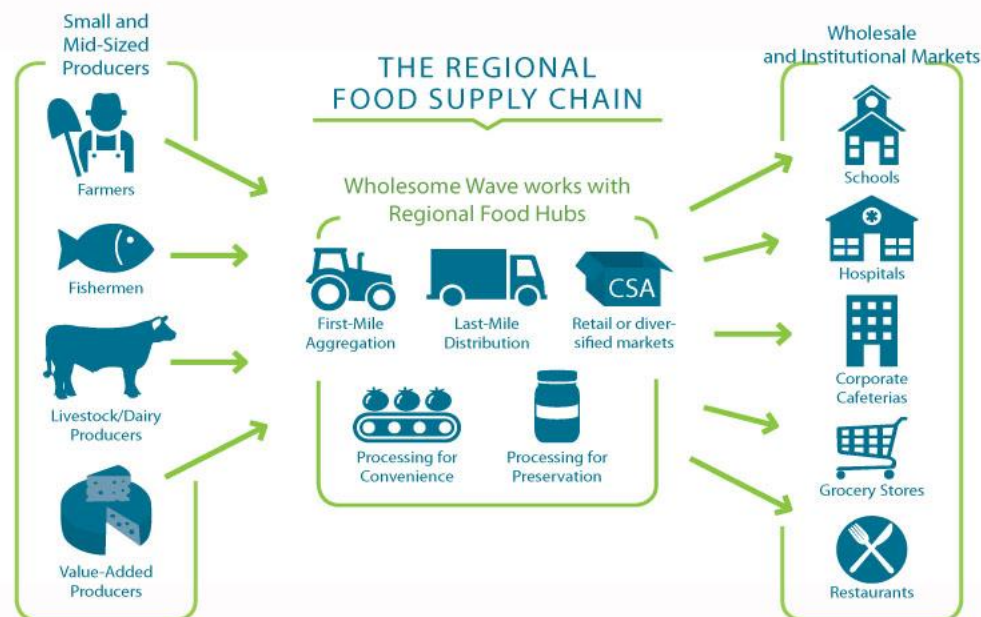 Small and
Mid-Sized
Producers
Farmers
Fishermen
Livestock/Dairy
Producers
Value-Added
Producers
THE REGIONAL
FOOD SUPPLY CHAIN
Wholesome Wave works with
Regional Food Hubs
First-Mile
Aggregation
Last-Mile
Distribution
CSA
Retail or diver-
sified markets
Processing for
Convenience
Processing for
Preservation
Wholesale
and Institutional Markets
Schools
Hospitals
Corporate
Cafeterias
Grocery Stores
Restaurants